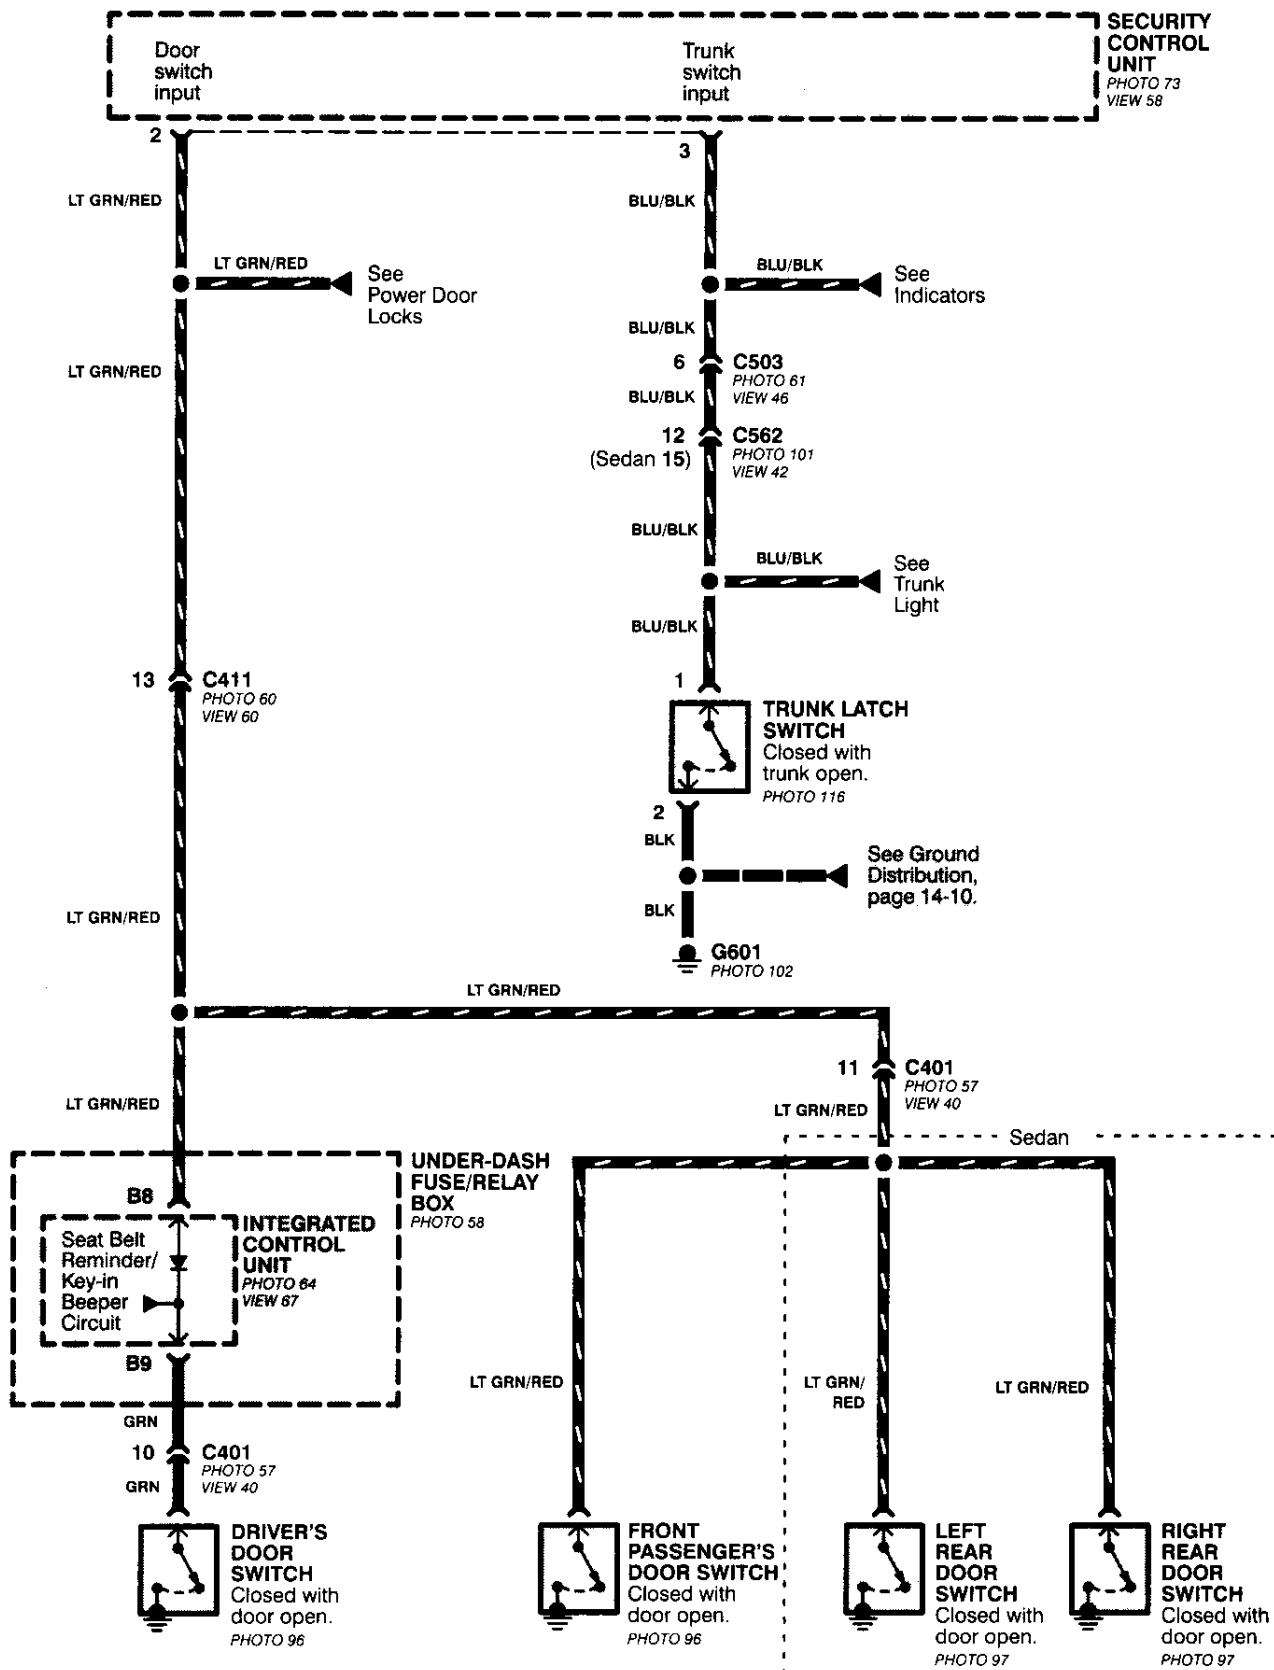 SECURITY
CONTROL
UNIT
PHOTO 73
VIEW 58
Door
switch
input
Trunk
switch
input
2
3
LT GRN/RED
BLU/BLK
LT GRN/RED
See
Power Door
Locks
BLU/BLK
See
Indicators
BLU/BLK
LT GRN/RED
6
C503
PHOTO 61
VIEW 46
BLU/BLK
12
(Sedan 15)
C562
PHOTO 101
VIEW 42
BLU/BLK
BLU/BLK
See
Trunk
Light
BLU/BLK
13
C411
PHOTO 60
VIEW 60
1
TRUNK LATCH
SWITCH
Closed with
trunk open.
PHOTO 116
2
BLK
See Ground
Distribution,
page 14-10.
BLK
LT GRN/RED
G601
PHOTO 102
LT GRN/RED
11
C401
PHOTO 57
VIEW 40
LT GRN/RED
LT GRN/RED
Sedan
UNDER-DASH
FUSE/RELAY
BOX
PHOTO 58
B8
Seat Belt
Reminder/
Key-in
Beeper
Circuit
INTEGRATED
CONTROL
UNIT
PHOTO 64
VIEW 67
B9
LT GRN/RED
LT GRN/
RED
LT GRN/RED
GRN
10
C401
PHOTO 57
VIEW 40
GRN
DRIVER'S
DOOR
SWITCH
Closed with
door open.
PHOTO 96
FRONT
PASSENGER'S
DOOR SWITCH
Closed with
door open.
PHOTO 96
LEFT
REAR
DOOR
SWITCH
Closed with
door open.
PHOTO 97
RIGHT
REAR
DOOR
SWITCH
Closed with
door open.
PHOTO 97